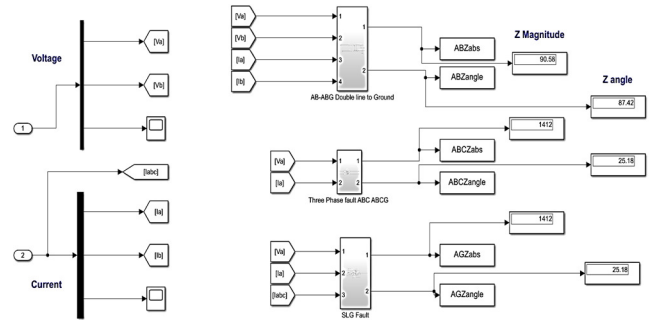 Voltage
[Va]
[Vb]
1
[Iabc]
[Ia]
2
[Ib]
Current
[Va]
[Vb]
[Ia]
[Ib]
1
2
3
4
1
2
AB-ABG Double line to Ground
ABZabs
ABZangle
Z Magnitude
90.58
Z angle
87.42
[Va]
[Ia]
1
2
1
2
Three Phase fault ABC ABCG
1412
ABCZabs
25.18
ABCZangle
[Va]
[Ia]
[Iabc]
1
2
3
1
2
SLG Fault
1412
AGZabs
25.18
AGZangle